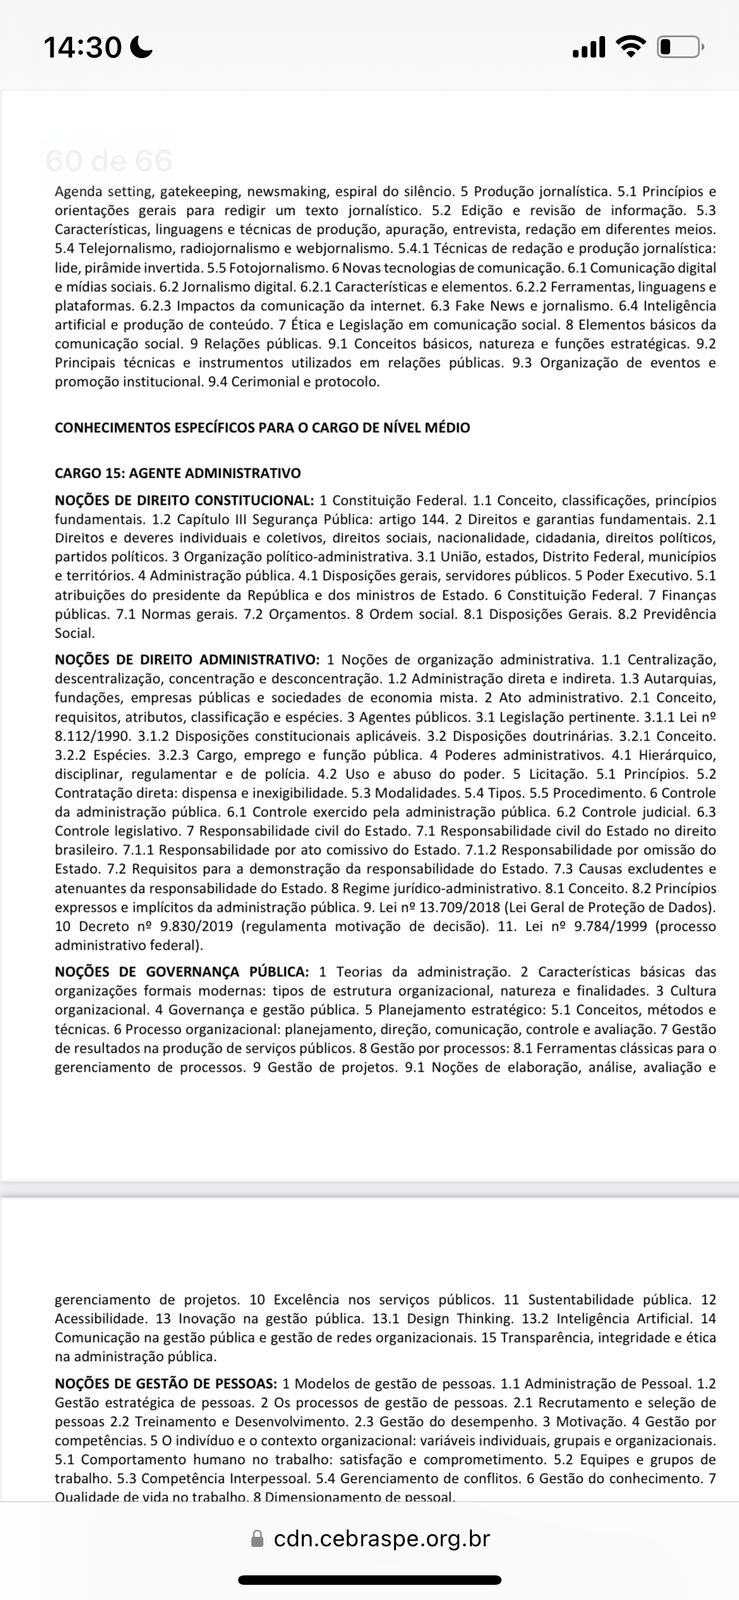 14:30
60 de 66
Agenda setting, gatekeeping, newsmaking, espiral do silêncio. 5 Produção jornalística. 5.1 Princípios e
orientações gerais para redigir um texto jornalístico. 5.2 Edição e revisão de informação. 5.3
Características, linguagens e técnicas de produção, apuração, entrevista, redação em diferentes meios.
5.4 Telejornalismo, radiojornalismo e webjornalismo. 5.4.1 Técnicas de redação e produção jornalística:
lide, pirâmide invertida. 5.5 Fotojornalismo. 6 Novas tecnologias de comunicação. 6.1 Comunicação digital
e mídias sociais. 6.2 Jornalismo digital. 6.2.1 Características e elementos. 6.2.2 Ferramentas, linguagens e
plataformas. 6.2.3 Impactos da comunicação da internet. 6.3 Fake News e jornalismo. 6.4 Inteligência
artificial e produção de conteúdo. 7 Ética e Legislação em comunicação social. 8 Elementos básicos da
comunicação social. 9 Relações públicas. 9.1 Conceitos básicos, natureza e funções estratégicas. 9.2
Principais técnicas e instrumentos utilizados em relações públicas. 9.3 Organização de eventos e
promoção institucional. 9.4 Cerimonial e protocolo.
CONHECIMENTOS ESPECÍFICOS PARA O CARGO DE NÍVEL MÉDIO
CARGO 15: AGENTE ADMINISTRATIVO
NOÇÕES DE DIREITO CONSTITUCIONAL: 1 Constituição Federal. 1.1 Conceito, classificações, princípios
fundamentais. 1.2 Capítulo III Segurança Pública: artigo 144. 2 Direitos e garantias fundamentais. 2.1
Direitos e deveres individuais e coletivos, direitos sociais, nacionalidade, cidadania, direitos políticos,
partidos políticos. 3 Organização político-administrativa. 3.1 União, estados, Distrito Federal, municípios
e territórios. 4 Administração pública. 4.1 Disposições gerais, servidores públicos. 5 Poder Executivo. 5.1
atribuições do presidente da República e dos ministros de Estado. 6 Constituição Federal. 7 Finanças
públicas. 7.1 Normas gerais. 7.2 Orçamentos. 8 Ordem social. 8.1 Disposições Gerais. 8.2 Previdência
Social.
NOÇÕES DE DIREITO ADMINISTRATIVO: 1 Noções de organização administrativa. 1.1 Centralização,
descentralização, concentração e desconcentração. 1.2 Administração direta e indireta. 1.3 Autarquias,
fundações, empresas públicas e sociedades de economia mista. 2 Ato administrativo. 2.1 Conceito,
requisitos, atributos, classificação e espécies. 3 Agentes públicos. 3.1 Legislação pertinente. 3.1.1 Lei nº
8.112/1990. 3.1.2 Disposições constitucionais aplicáveis. 3.2 Disposições doutrinárias. 3.2.1 Conceito.
3.2.2 Espécies. 3.2.3 Cargo, emprego e função pública. 4 Poderes administrativos. 4.1 Hierárquico,
disciplinar, regulamentar e de polícia. 4.2 Uso e abuso do poder. 5 Licitação. 5.1 Princípios. 5.2
Contratação direta: dispensa e inexigibilidade. 5.3 Modalidades. 5.4 Tipos. 5.5 Procedimento. 6 Controle
da administração pública. 6.1 Controle exercido pela administração pública. 6.2 Controle judicial. 6.3
Controle legislativo. 7 Responsabilidade civil do Estado. 7.1 Responsabilidade civil do Estado no direito
brasileiro. 7.1.1 Responsabilidade por ato comissivo do Estado. 7.1.2 Responsabilidade por omissão do
Estado. 7.2 Requisitos para a demonstração da responsabilidade do Estado. 7.3 Causas excludentes e
atenuantes da responsabilidade do Estado. 8 Regime jurídico-administrativo. 8.1 Conceito. 8.2 Princípios
expressos e implícitos da administração pública. 9. Lei nº 13.709/2018 (Lei Geral de Proteção de Dados).
10 Decreto nº 9.830/2019 (regulamenta motivação de decisão). 11. Lei nº 9.784/1999 (processo
administrativo federal).
NOÇÕES DE GOVERNANÇA PÚBLICA: 1 Teorias da administração. 2 Características básicas das
organizações formais modernas: tipos de estrutura organizacional, natureza e finalidades. 3 Cultura
organizacional. 4 Governança e gestão pública. 5 Planejamento estratégico: 5.1 Conceitos, métodos e
técnicas. 6 Processo organizacional: planejamento, direção, comunicação, controle e avaliação. 7 Gestão
de resultados na produção de serviços públicos. 8 Gestão por processos: 8.1 Ferramentas clássicas para o
gerenciamento de processos. 9 Gestão de projetos. 9.1 Noções de elaboração, análise, avaliação e
gerenciamento de projetos. 10 Excelência nos serviços públicos. 11 Sustentabilidade pública. 12
Acessibilidade. 13 Inovação na gestão pública. 13.1 Design Thinking. 13.2 Inteligência Artificial. 14
Comunicação na gestão pública e gestão de redes organizacionais. 15 Transparência, integridade e ética
na administração pública.
NOÇÕES DE GESTÃO DE PESSOAS: 1 Modelos de gestão de pessoas. 1.1 Administração de Pessoal. 1.2
Gestão estratégica de pessoas. 2 Os processos de gestão de pessoas. 2.1 Recrutamento e seleção de
pessoas 2.2 Treinamento e Desenvolvimento. 2.3 Gestão do desempenho. 3 Motivação. 4 Gestão por
competências. 5 O indivíduo e o contexto organizacional: variáveis individuais, grupais e organizacionais.
5.1 Comportamento humano no trabalho: satisfação e comprometimento. 5.2 Equipes e grupos de
trabalho. 5.3 Competência Interpessoal. 5.4 Gerenciamento de conflitos. 6 Gestão do conhecimento. 7
Qualidade de vida no trabalho. 8 Dimensionamento de pessoal.
cdn.cebraspe.org.br